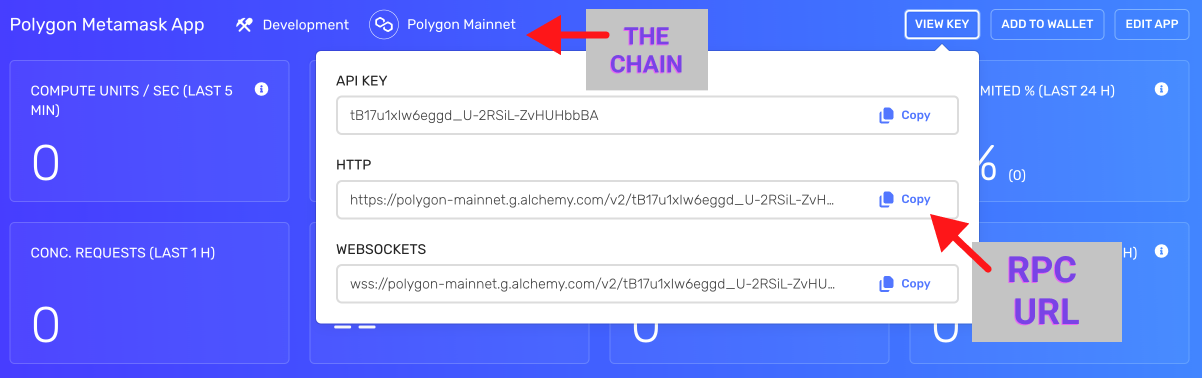 Polygon Metamask App
Development
Polygon Mainnet
THE
CHAIN
VIEW KEY
ADD TO WALLET
EDIT APP
COMPUTE UNITS / SEC (LAST 5
MIN)
0
API KEY
tB17u1xlw6eggd_U-2RSiL-ZvHUHbbBA
Copy
HTTP
https://polygon-mainnet.g.alchemy.com/v2/tB17u1xlw6eggd_U-2RSiL-ZvH...
Copy
WEBSOCKETS
wss://polygon-mainnet.g.alchemy.com/v2/tB17u1xlw6eggd_U-2RSiL-ZvHU...
Copy
MITED % (LAST 24 H)
% (0)
RPC
URL
CONC. REQUESTS (LAST 1 H)
0
H)
0
0